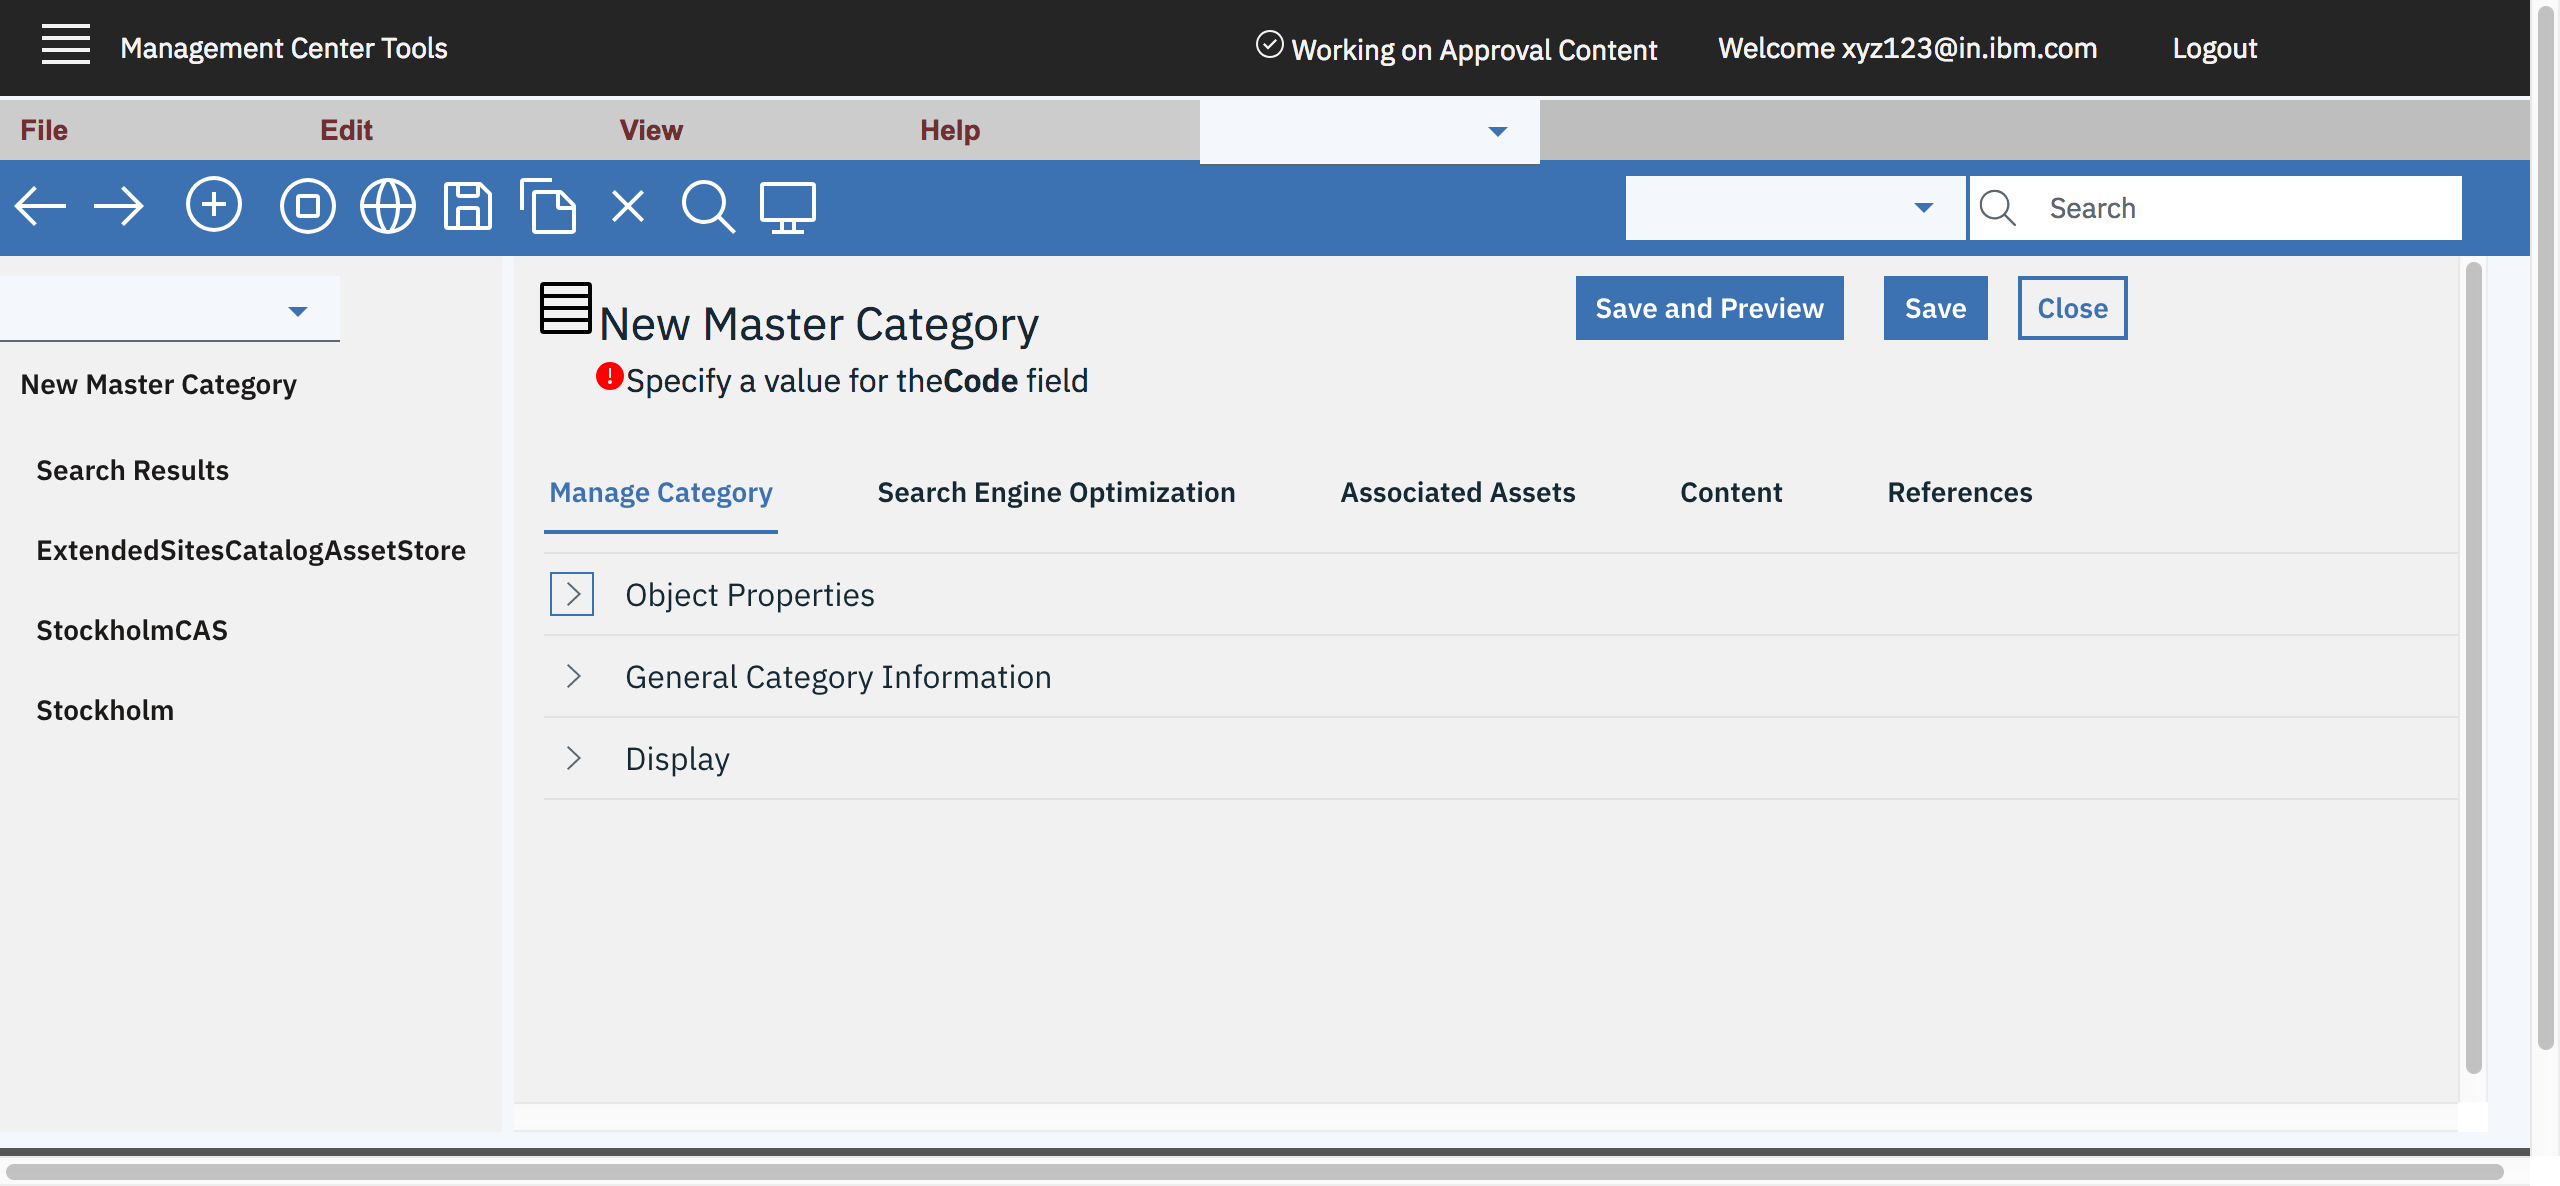 Management Center Tools
Working on Approval Content
Welcome xyz123@in.ibm.com
Logout
File
Edit
View
Help
Search
New Master Category
Search Results
ExtendedSitesCatalogAssetStore
StockholmCAS
Stockholm
New Master Category
Save and Preview
Save
Close
Specify a value for theCode field
Manage Category
Search Engine Optimization
Associated Assets
Content
References
Object Properties
General Category Information
Display